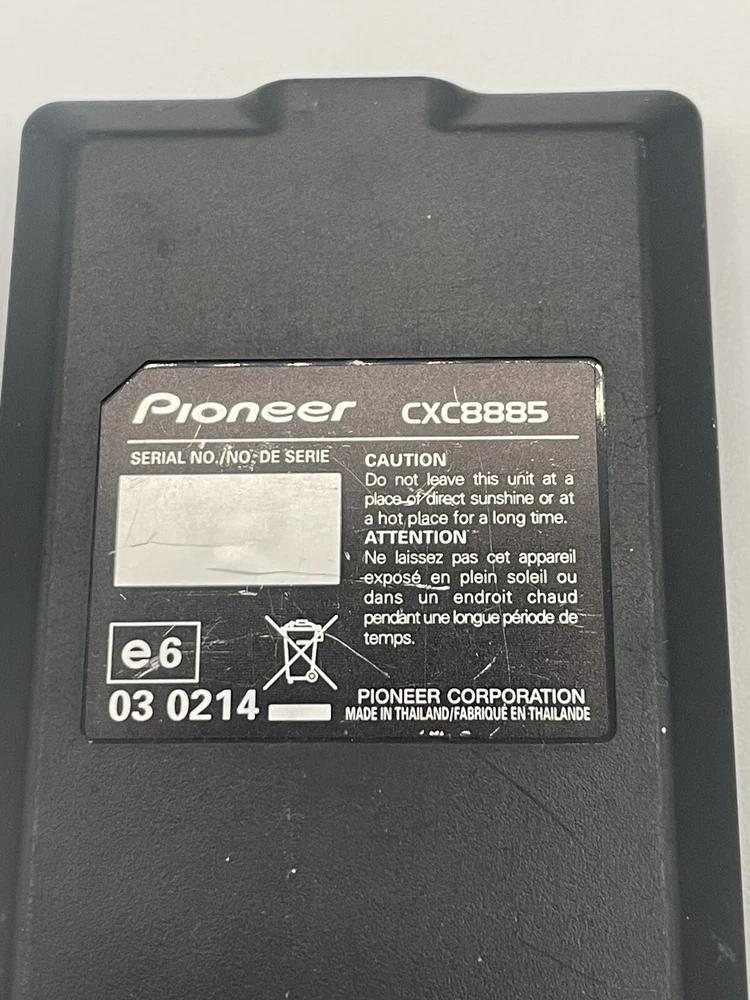 Pioneer CXC8885
SERIAL NO./NO. DE SERIE
CAUTION
Do not leave this unit at a
place of direct sunshine or at
a hot place for a long time.
ATTENTION
Ne laissez pas cet appareil
exposé en plein soleil ou
dans un endroit chaud
pendant une longue période de
temps.
e6
03 0214
PIONEER CORPORATION
MADE IN THAILAND/FABRIQUÉ EN THAILANDE